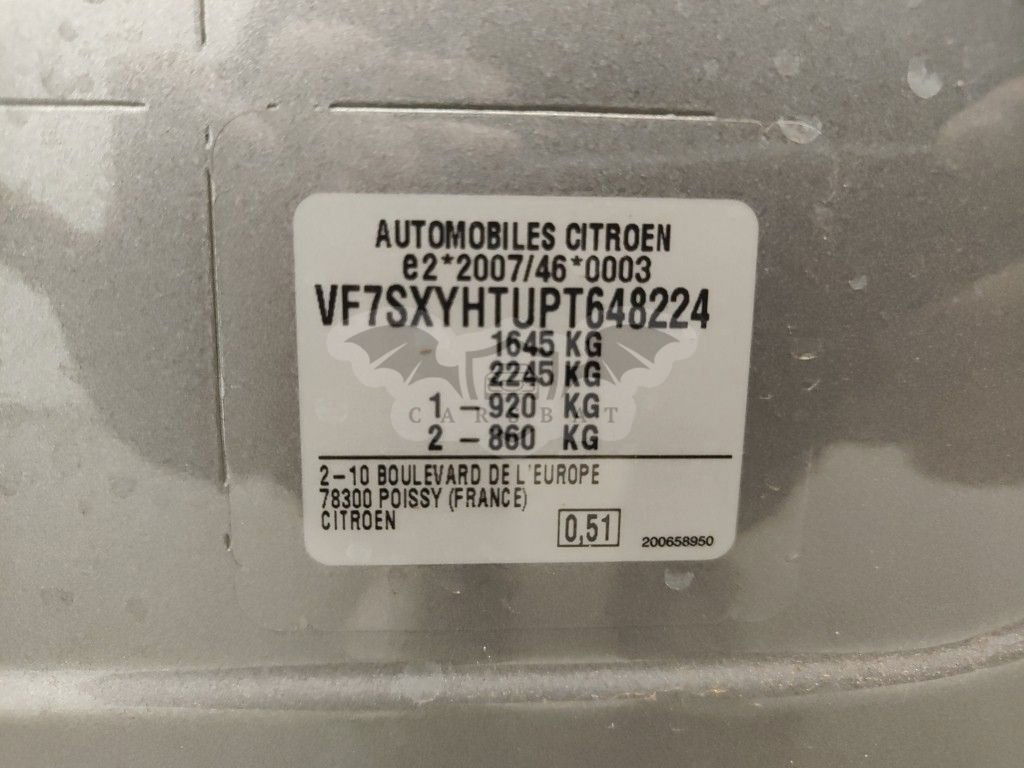 AUTOMOBILES CITROEN
e2*2007/46*0003
VF7SXYHTUPT648224
1645 KG
2245 KG
1 – 920 KG
2 – 860 KG
CARSBAT
2–10 BOULEVARD DE L'EUROPE
78300 POISSY (FRANCE)
CITROEN
0,51
200658950